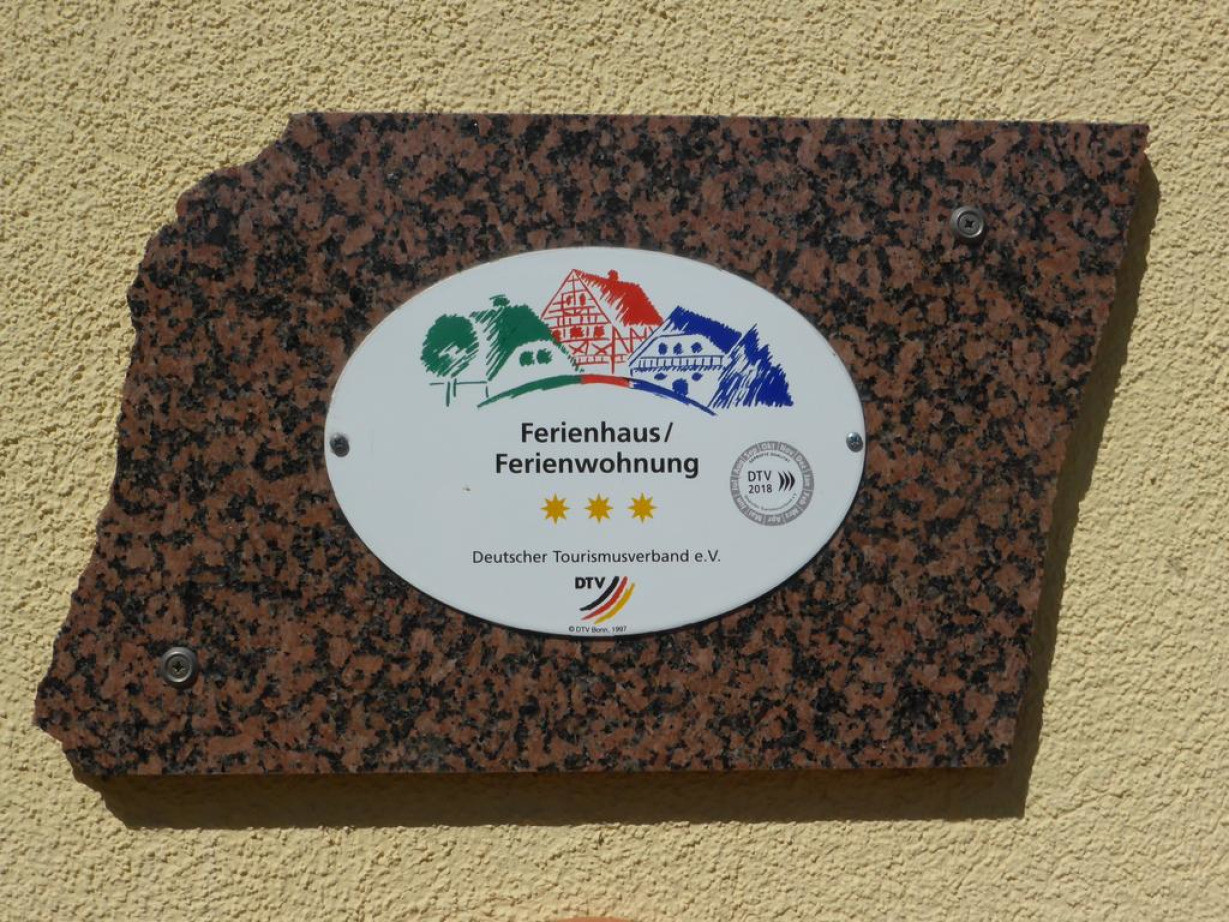 Ferienhaus/
Ferienwohnung
DTV
2018
Deutscher Tourismusverband e.V.
DTV
© DTV Bonn, 1997